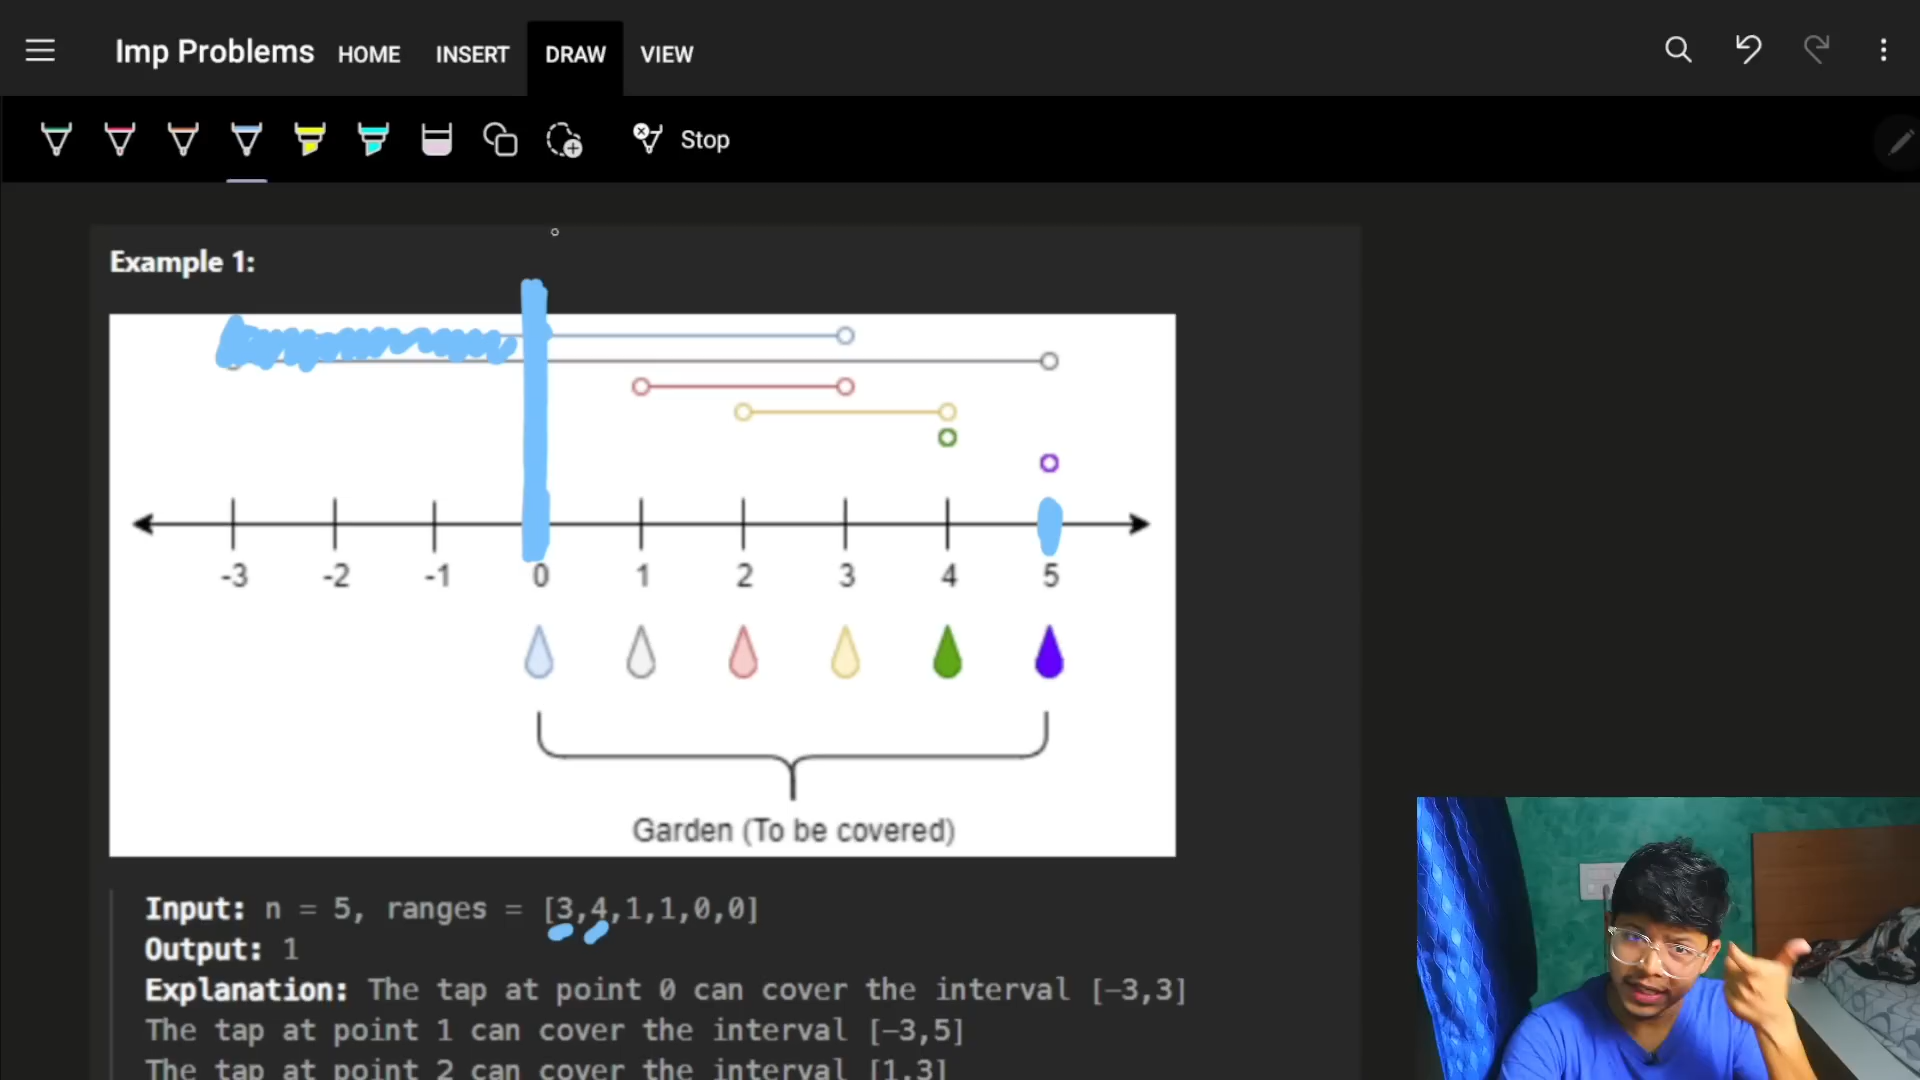 Imp Problems HOME INSERT DRAW VIEW
Stop
Example 1:
-3 -2 -1 0 1 2 3 4 5
Garden (To be covered)
Input: n = 5, ranges = [3,4,1,1,0,0]
Output: 1
Explanation: The tap at point 0 can cover the interval [-3,3]
The tap at point 1 can cover the interval [-3,5]
The tap at point 2 can cover the interval [1,3]